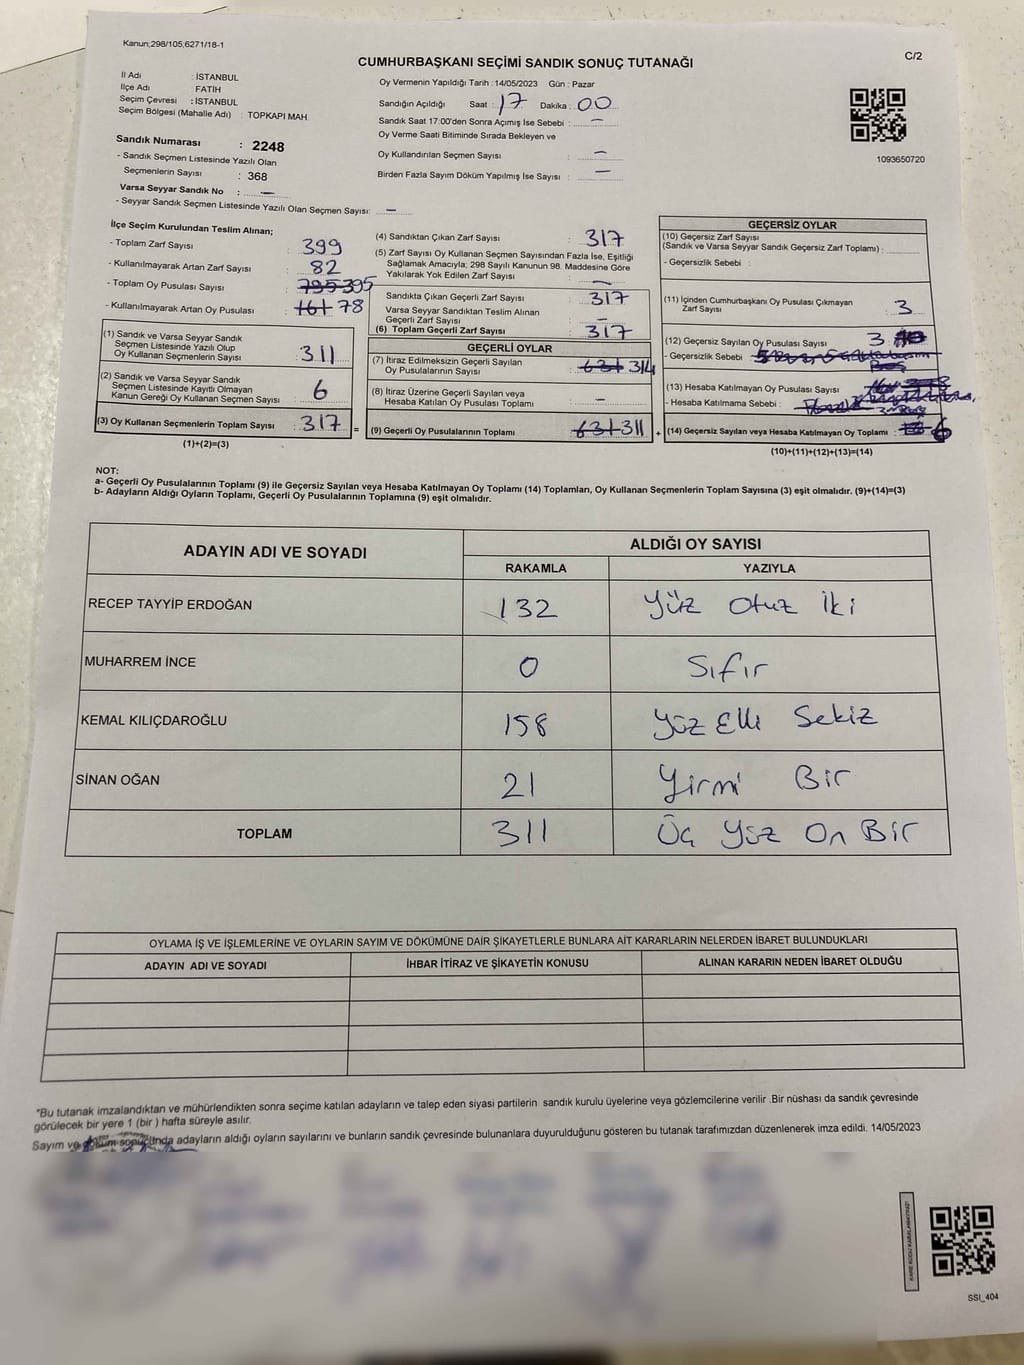 Kanun;298/105,6271/18-1
CUMHURBAŞKANI SEÇİMİ SANDIK SONUÇ TUTANAĞI
C/2
İl Adı : İSTANBUL
İlçe Adı : FATİH
Seçim Çevresi : İSTANBUL
Seçim Bölgesi (Mahalle Adı) : TOPKAPI MAH.
Sandık Numarası : 2248
- Sandık Seçmen Listesinde Yazılı Olan
Seçmenlerin Sayısı : 368
Varsa Seyyar Sandık No : —
- Seyyar Sandık Seçmen Listesinde Yazılı Olan Seçmen Sayısı: —
Oy Vermenin Yapıldığı Tarih : 14/05/2023 Gün : Pazar
Sandığın Açıldığı Saat : 17 Dakika : 00
Sandık Saat 17:00'den Sonra Açımış İse Sebebi : —
Oy Verme Saati Bitiminde Sırada Bekleyen ve
Oy Kullandırılan Seçmen Sayısı : —
Birden Fazla Sayım Döküm Yapılmış İse Sayısı : —
1093650720
İlçe Seçim Kurulundan Teslim Alınan;
- Toplam Zarf Sayısı : 399
- Kullanılmayarak Artan Zarf Sayısı : 82
- Toplam Oy Pusulası Sayısı : 795 395
- Kullanılmayarak Artan Oy Pusulası : 161 78
(1) Sandık ve Varsa Seyyar Sandık
Seçmen Listesinde Yazılı Olup
Oy Kullanan Seçmenlerin Sayısı : 311
(2) Sandık ve Varsa Seyyar Sandık
Seçmen Listesinde Kayıtlı Olmayan
Kanun Gereği Oy Kullanan Seçmen Sayısı : 6
(3) Oy Kullanan Seçmenlerin Toplam Sayısı : 317 =
(1)+(2)=(3)
(4) Sandıktan Çıkan Zarf Sayısı : 317
(5) Zarf Sayısı Oy Kullanan Seçmen Sayısından Fazla İse, Eşitliği
Sağlamak Amacıyla; 298 Sayılı Kanunun 98. Maddesine Göre
Yakılarak Yok Edilen Zarf Sayısı : —
Sandıkta Çıkan Geçerli Zarf Sayısı : 317
Varsa Seyyar Sandıktan Teslim Alınan
Geçerli Zarf Sayısı : —
(6) Toplam Geçerli Zarf Sayısı : 317
GEÇERLİ OYLAR
(7) İtiraz Edilmeksizin Geçerli Sayılan
Oy Pusulalarının Sayısı : 631 314
(8) İtiraz Üzerine Geçerli Sayılan veya
Hesaba Katılan Oy Pusulası Toplamı : —
(9) Geçerli Oy Pusulalarının Toplamı : 631 311 +
GEÇERSİZ OYLAR
(10) Geçersiz Zarf Sayısı
(Sandık ve Varsa Seyyar Sandık Geçersiz Zarf Toplamı) :
- Geçersizlik Sebebi :
(11) İçinden Cumhurbaşkanı Oy Pusulası Çıkmayan
Zarf Sayısı : 3
(12) Geçersiz Sayılan Oy Pusulası Sayısı : 3
- Geçersizlik Sebebi :
(13) Hesaba Katılmayan Oy Pusulası Sayısı
- Hesaba Katılmama Sebebi :
(14) Geçersiz Sayılan veya Hesaba Katılmayan Oy Toplamı : 6
(10)+(11)+(12)+(13)=(14)
NOT:
a- Geçerli Oy Pusulalarının Toplamı (9) ile Geçersiz Sayılan veya Hesaba Katılmayan Oy Toplamı (14) Toplamları, Oy Kullanan Seçmenlerin Toplam Sayısına (3) eşit olmalıdır. (9)+(14)=(3)
b- Adayların Aldığı Oyların Toplamı, Geçerli Oy Pusulalarının Toplamına (9) eşit olmalıdır.
ADAYIN ADI VE SOYADI
ALDIĞI OY SAYISI
RAKAMLA YAZIYLA
RECEP TAYYİP ERDOĞAN 132 Yüz Otuz İki
MUHARREM İNCE 0 Sıfır
KEMAL KILIÇDAROĞLU 158 Yüz Elli Sekiz
SİNAN OĞAN 21 Yirmi Bir
TOPLAM 311 Üç Yüz On Bir
OYLAMA İŞ VE İŞLEMLERİNE VE OYLARIN SAYIM VE DÖKÜMÜNE DAİR ŞİKAYETLERLE BUNLARA AİT KARARLARIN NELERDEN İBARET BULUNDUKLARI
ADAYIN ADI VE SOYADI İHBAR İTİRAZ VE ŞİKAYETİN KONUSU ALINAN KARARIN NEDEN İBARET OLDUĞU
*Bu tutanak imzalandıktan ve mühürlendikten sonra seçime katılan adayların ve talep eden siyasi partilerin sandık kurulu üyelerine veya gözlemcilerine verilir .Bir nüshası da sandık çevresinde
görülecek bir yere 1 (bir ) hafta süreyle asılır.
Sayım ve döküm sonucunda adayların aldığı oyların sayılarını ve bunların sandık çevresinde bulunanlara duyurulduğunu gösteren bu tutanak tarafımızdan düzenlenerek imza edildi. 14/05/2023
SSI_404